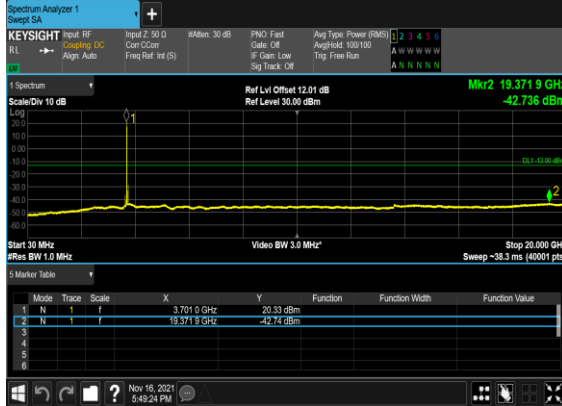 Spectrum Analyzer 1
Swept SA
+
KEYSIGHT Input: RF Input Z: 50 Ω #Atten: 30 dB PNO: Fast Avg Type: Power (RMS) 1 2 3 4 5 6
RL Coupling: DC Corr CCorr Gate: Off Avg|Hold: 100/100 A W W W W W
Align: Auto Freq Ref: Int (S) IF Gain: Low Trig: Free Run
Sig Track: Off A N N N N N
LXI
1 Spectrum Ref Lvl Offset 12.01 dB Mkr2 19.371 9 GHz
Scale/Div 10 dB Ref Level 30.00 dBm -42.736 dBm
Log
20.0
10.0
0.00
-10.0
-20.0
-30.0
-40.0
-50.0
-60.0
1
DL1 -13.00 dBm
2
Start 30 MHz Video BW 3.0 MHz* Stop 20.000 GH
#Res BW 1.0 MHz Sweep ~38.3 ms (40001 pts
5 Marker Table
Mode Trace Scale X Y Function Function Width Function Value
1 N 1 f 3.701 0 GHz 20.33 dBm
2 N 1 f 19.371 9 GHz -42.74 dBm
3
4
5
6
? Nov 16, 2021
5:49:24 PM